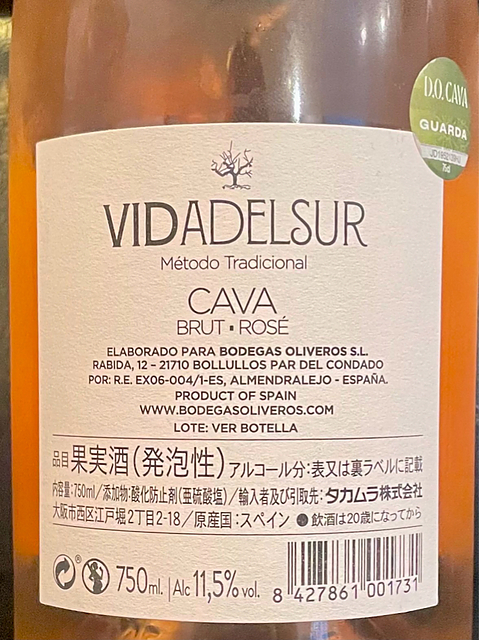 D.O. CAVA
GUARDA
75cl
VIDADELSUR
Método Tradicional
CAVA
BRUT ▪ ROSÉ
ELABORADO PARA BODEGAS OLIVEROS S.L.
RABIDA, 12 – 21710 BOLLULLOS PAR DEL CONDADO
POR: R.E. EX06-004/1-ES, ALMENDRALEJO - ESPAÑA.
PRODUCT OF SPAIN
WWW.BODEGASOLIVEROS.COM
LOTE: VER BOTELLA
品目 果実酒(発泡性) アルコール分:表又は裏ラベルに記載
内容量:750ml/添加物:酸化防止剤(亜硫酸塩)/輸入者及び引取先:タカムラ株式会社
大阪市西区江戸堀2丁目2-18/原産国:スペイン ● 飲酒は20歳になってから
750ml. | Alc 11,5% vol.
8 427861 001731